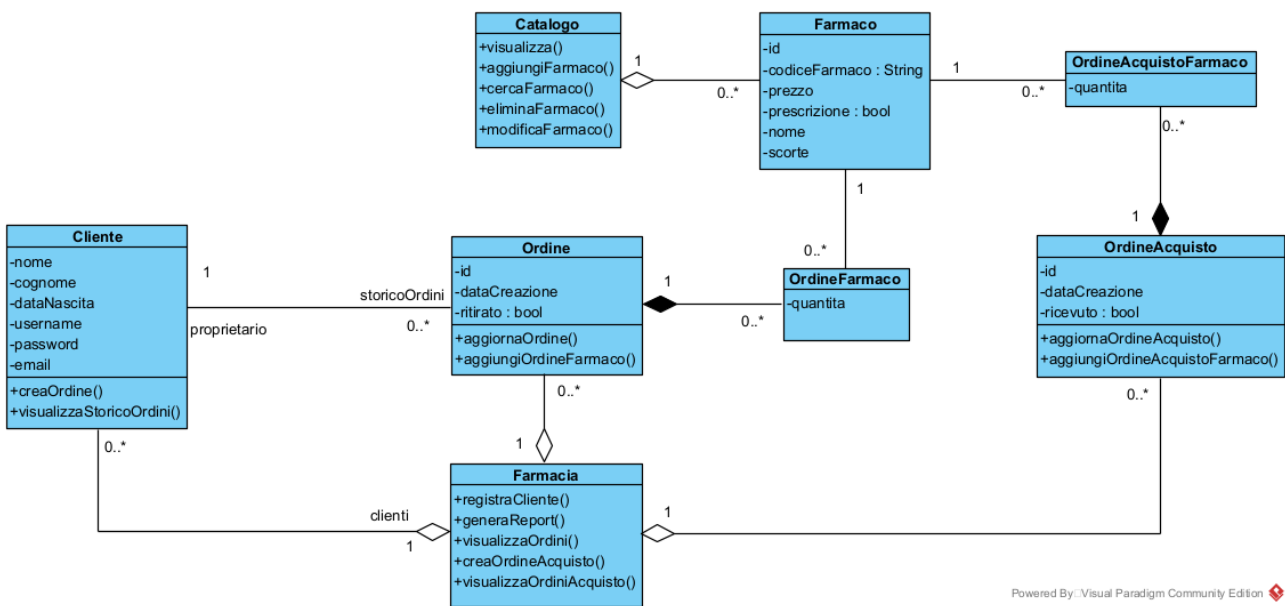 Catalogo
+visualizza()
+aggiungiFarmaco()
+cercaFarmaco()
+eliminaFarmaco()
+modificaFarmaco()
1
0..*
Farmaco
-id
-codiceFarmaco : String
-prezzo
-prescrizione : bool
-nome
-scorte
1
0..*
OrdineAcquistoFarmaco
-quantita
0..*
1
1
0..*
Cliente
-nome
-cognome
-dataNascita
-username
-password
-email
+creaOrdine()
+visualizzaStoricoOrdini()
1
proprietario
storicoOrdini
0..*
Ordine
-id
-dataCreazione
-ritirato : bool
+aggiornaOrdine()
+aggiungiOrdineFarmaco()
1
0..*
OrdineFarmaco
-quantita
OrdineAcquisto
-id
-dataCreazione
-ricevuto : bool
+aggiornaOrdineAcquisto()
+aggiungiOrdineAcquistoFarmaco()
0..*
0..*
1
0..*
clienti
1
Farmacia
+registraCliente()
+generaReport()
+visualizzaOrdini()
+creaOrdineAcquisto()
+visualizzaOrdiniAcquisto()
1
Powered By Visual Paradigm Community Edition